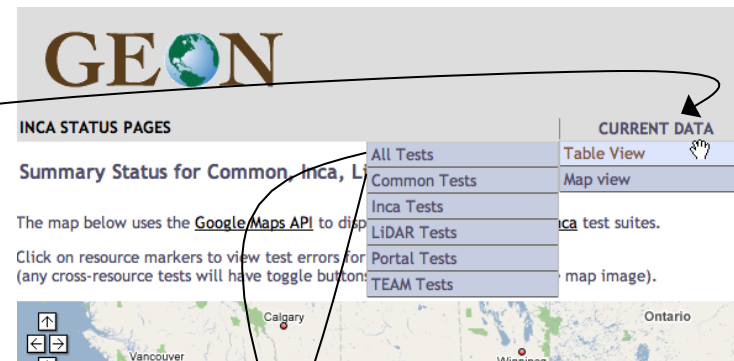 GEON
INCA STATUS PAGES
CURRENT DATA
All Tests
Table View
Summary Status for Common, Inca, Li
Common Tests
Map view
Inca Tests
The map below uses the Google Maps API to disp
nca test suites.
LiDAR Tests
Click on resource markers to view test errors for
Portal Tests
(any cross-resource tests will have toggle buttons
map image).
TEAM Tests
Calgary
Ontario
Vancouver
Winnipeg